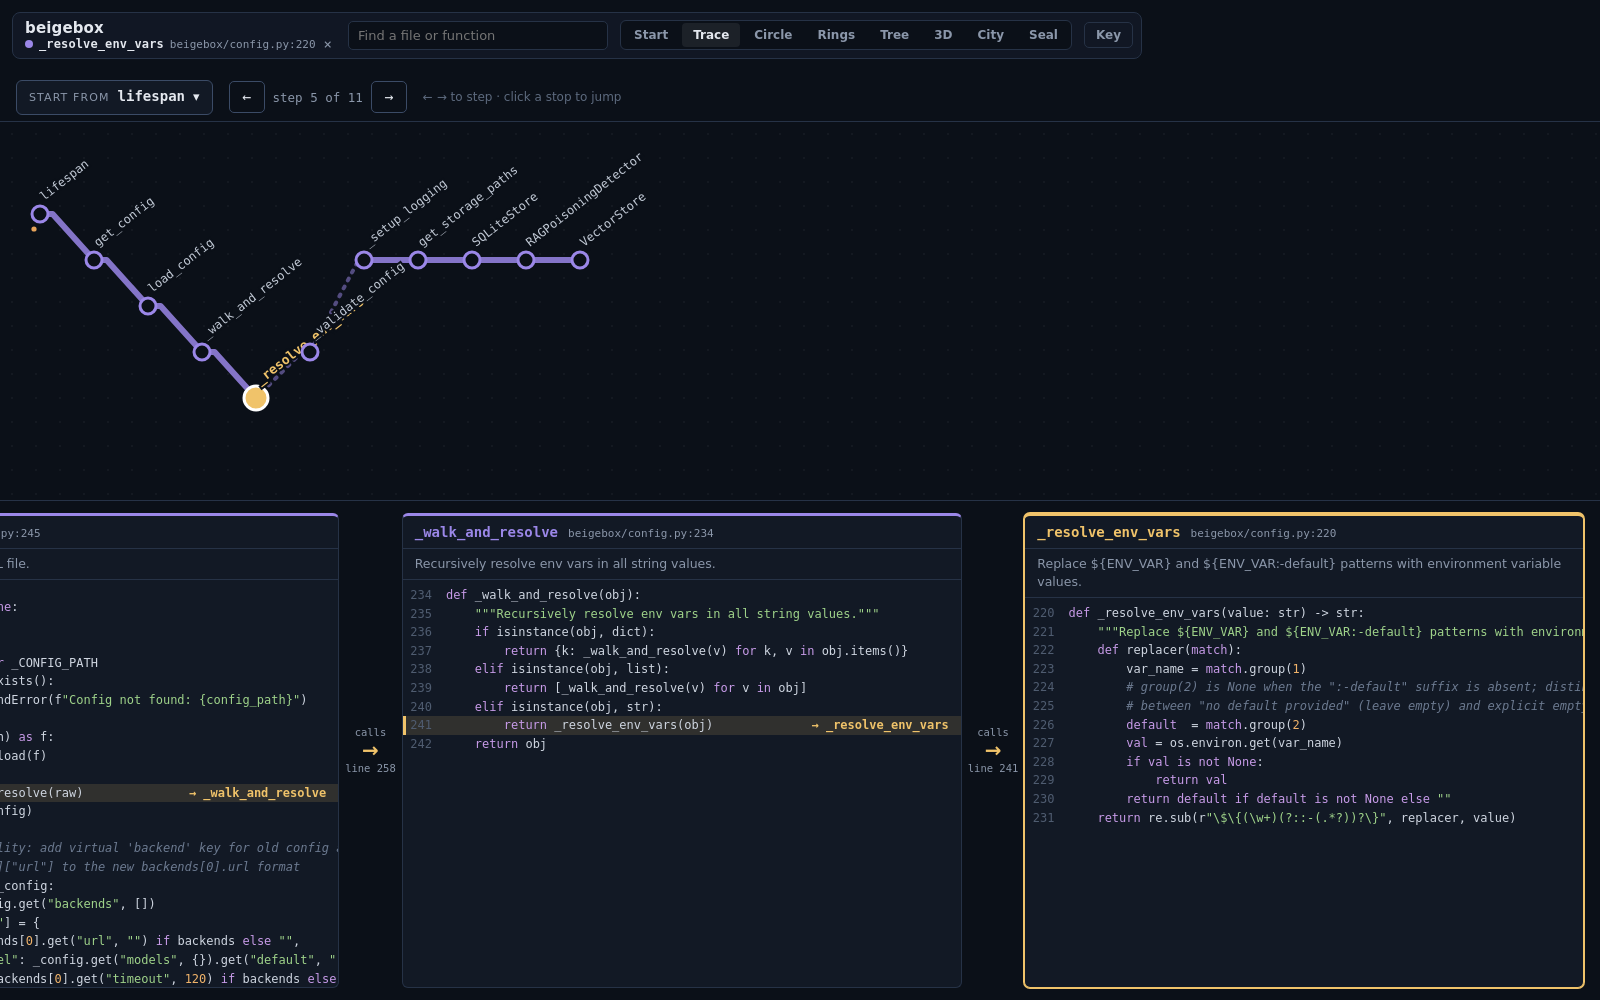 beigebox
_resolve_env_vars beigebox/config.py:220 ×
Find a file or function
Start Trace Circle Rings Tree 3D City Seal Key
START FROM lifespan ▾ ← step 5 of 11 → ← → to step · click a stop to jump
lifespan
get_config
load_config
_walk_and_resolve
_resolve_e
_validate_config
_setup_logging
get_storage_paths
SQLiteStore
RAGPoisoningDetector
VectorStore
py:245
file.
ne:
r _CONFIG_PATH
xists():
ndError(f"Config not found: {config_path}")
h) as f:
load(f)
resolve(raw) → _walk_and_resolve
nfig)
lity: add virtual 'backend' key for old config
]["url"] to the new backends[0].url format
_config:
ig.get("backends", [])
"] = {
nds[0].get("url", "") if backends else "",
el": _config.get("models", {}).get("default", "
ackends[0].get("timeout", 120) if backends else
calls
→
line 258
_walk_and_resolve beigebox/config.py:234
Recursively resolve env vars in all string values.
234 def _walk_and_resolve(obj):
235 """Recursively resolve env vars in all string values."""
236 if isinstance(obj, dict):
237 return {k: _walk_and_resolve(v) for k, v in obj.items()}
238 elif isinstance(obj, list):
239 return [_walk_and_resolve(v) for v in obj]
240 elif isinstance(obj, str):
241 return _resolve_env_vars(obj) → _resolve_env_vars
242 return obj
calls
→
line 241
_resolve_env_vars beigebox/config.py:220
Replace ${ENV_VAR} and ${ENV_VAR:-default} patterns with environment variable
values.
220 def _resolve_env_vars(value: str) -> str:
221 """Replace ${ENV_VAR} and ${ENV_VAR:-default} patterns with environ
222 def replacer(match):
223 var_name = match.group(1)
224 # group(2) is None when the ":-default" suffix is absent; disti
225 # between "no default provided" (leave empty) and explicit empt
226 default  = match.group(2)
227 val = os.environ.get(var_name)
228 if val is not None:
229 return val
230 return default if default is not None else ""
231 return re.sub(r"\$\{(\w+)(?::-(.*?))?\}", replacer, value)